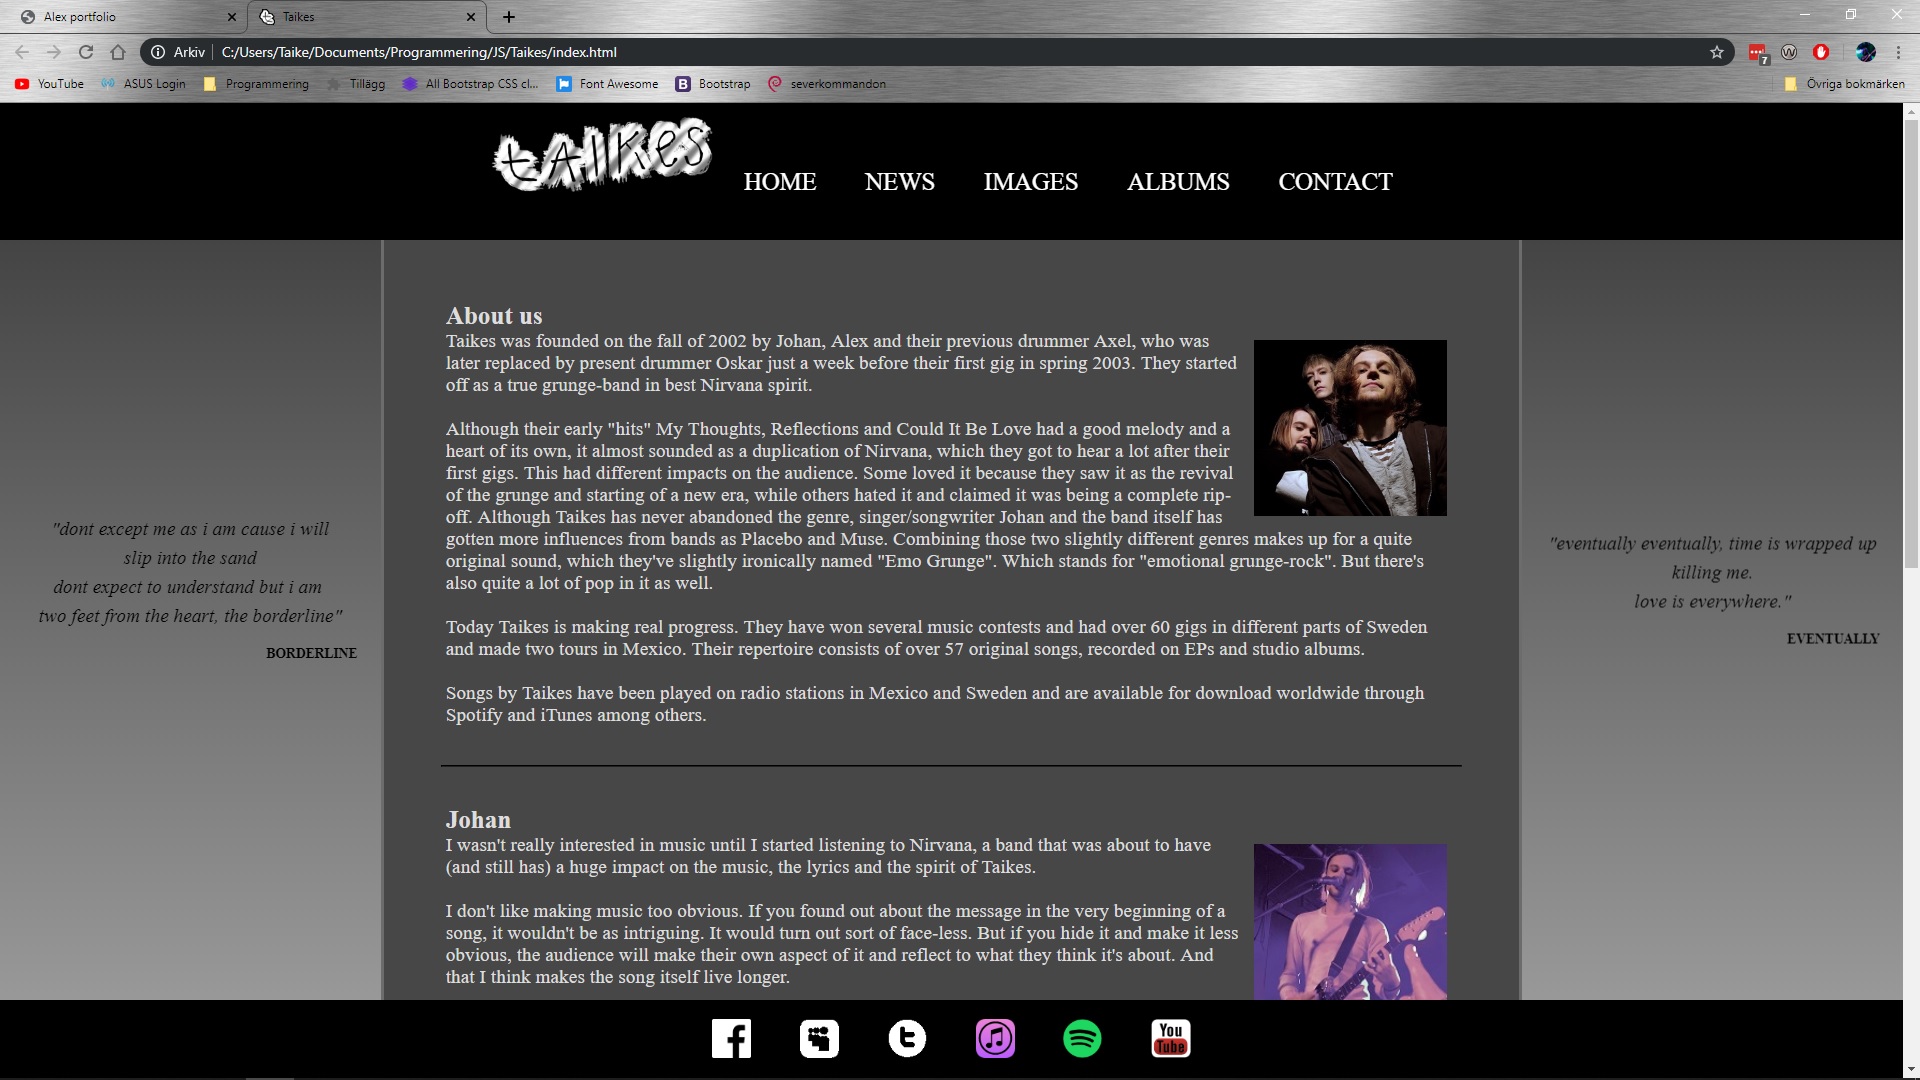 Alex portfolio
Taikes
Arkiv
C:/Users/Taike/Documents/Programmering/JS/Taikes/index.html
7
YouTube
ASUS Login
Programmering
Tillägg
All Bootstrap CSS cl...
Font Awesome
B Bootstrap
severkommandon
Övriga bokmärken
tAIKes
HOME
NEWS
IMAGES
ALBUMS
CONTACT
"dont except me as i am cause i will
slip into the sand
dont expect to understand but i am
two feet from the heart, the borderline"
BORDERLINE
About us
Taikes was founded on the fall of 2002 by Johan, Alex and their previous drummer Axel, who was
later replaced by present drummer Oskar just a week before their first gig in spring 2003. They started
off as a true grunge-band in best Nirvana spirit.
Although their early "hits" My Thoughts, Reflections and Could It Be Love had a good melody and a
heart of its own, it almost sounded as a duplication of Nirvana, which they got to hear a lot after their
first gigs. This had different impacts on the audience. Some loved it because they saw it as the revival
of the grunge and starting of a new era, while others hated it and claimed it was being a complete rip-
off. Although Taikes has never abandoned the genre, singer/songwriter Johan and the band itself has
gotten more influences from bands as Placebo and Muse. Combining those two slightly different genres makes up for a quite
original sound, which they've slightly ironically named "Emo Grunge". Which stands for "emotional grunge-rock". But there's
also quite a lot of pop in it as well.
Today Taikes is making real progress. They have won several music contests and had over 60 gigs in different parts of Sweden
and made two tours in Mexico. Their repertoire consists of over 57 original songs, recorded on EPs and studio albums.
Songs by Taikes have been played on radio stations in Mexico and Sweden and are available for download worldwide through
Spotify and iTunes among others.
Johan
I wasn't really interested in music until I started listening to Nirvana, a band that was about to have
(and still has) a huge impact on the music, the lyrics and the spirit of Taikes.
I don't like making music too obvious. If you found out about the message in the very beginning of a
song, it wouldn't be as intriguing. It would turn out sort of face-less. But if you hide it and make it less
obvious, the audience will make their own aspect of it and reflect to what they think it's about. And
that I think makes the song itself live longer.
"eventually eventually, time is wrapped up
killing me.
love is everywhere."
EVENTUALLY
You
Tube